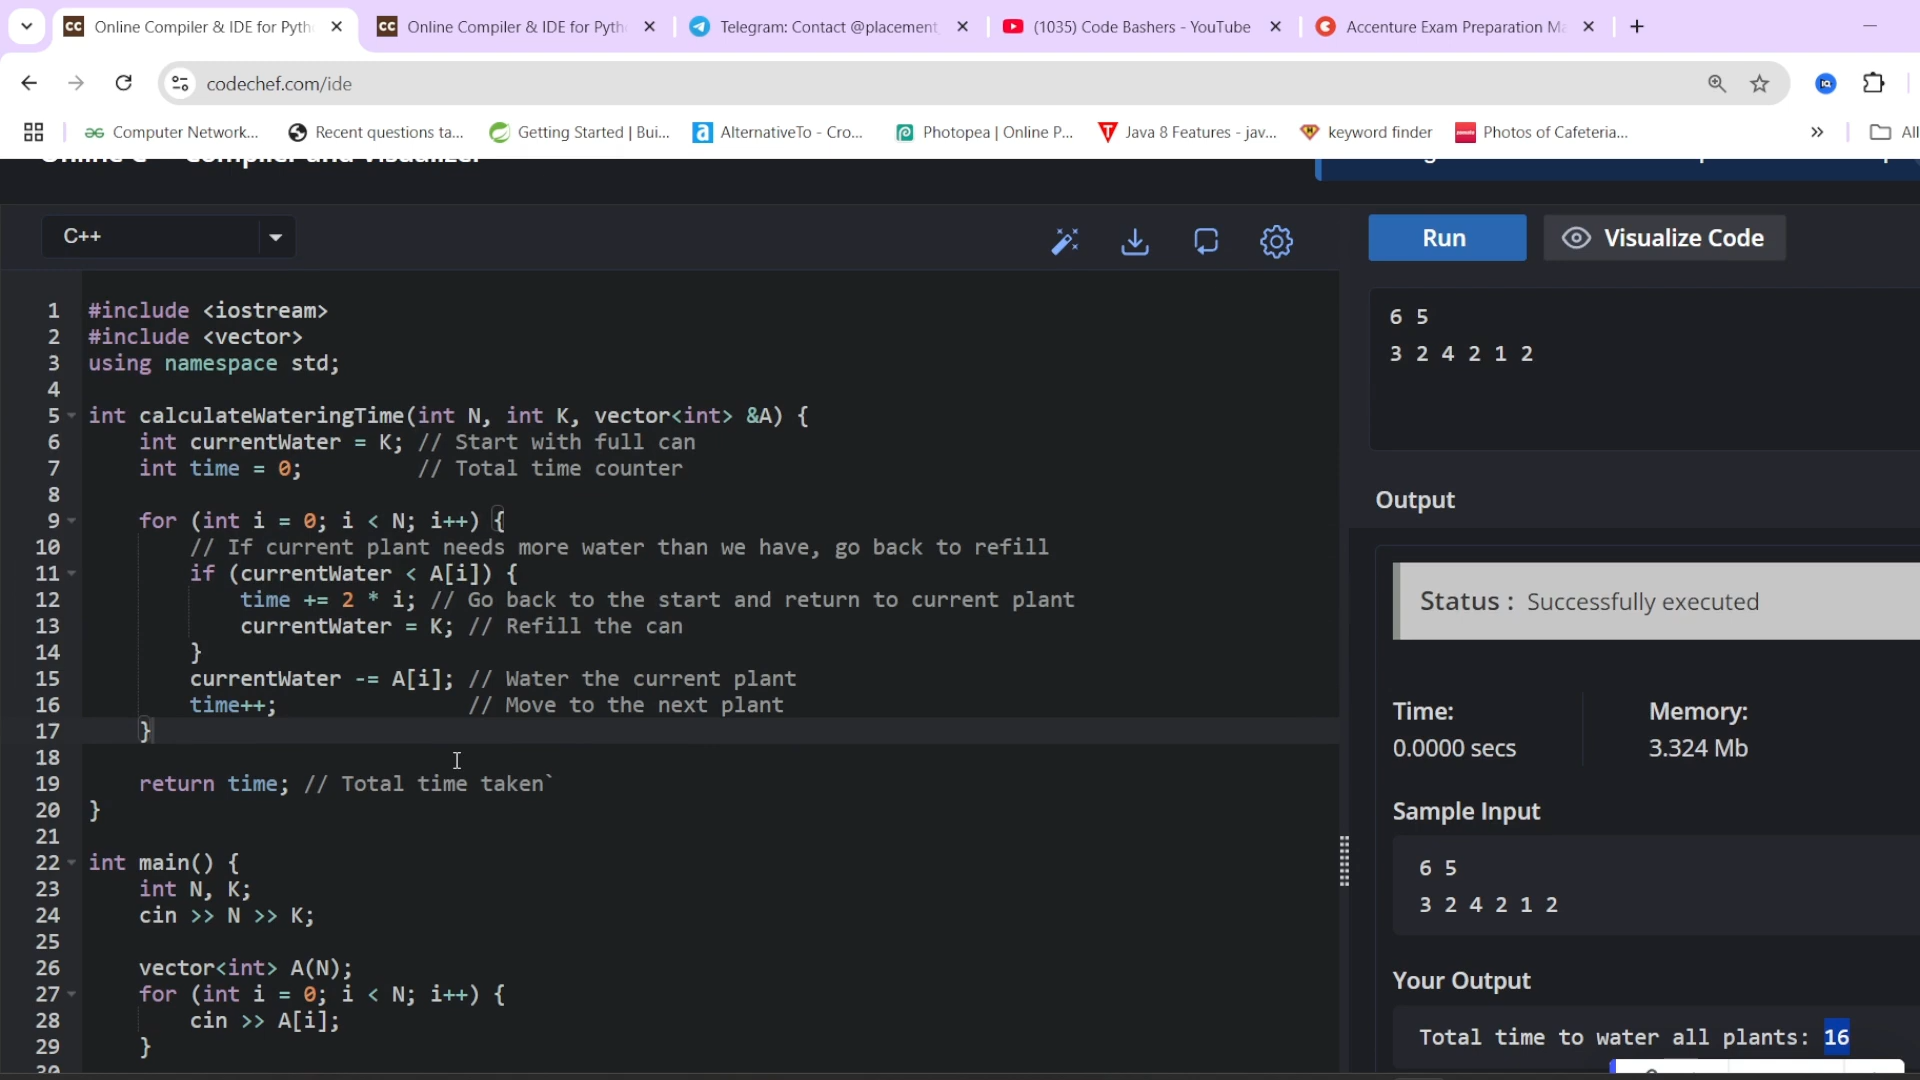 Online Compiler & IDE for Pyth
Online Compiler & IDE for Pyth
Telegram: Contact @placement
(1035) Code Bashers - YouTube
Accenture Exam Preparation Ma
codechef.com/ide
Computer Network...
Recent questions ta...
Getting Started | Bui...
AlternativeTo - Cro...
Photopea | Online P...
Java 8 Features - jav...
keyword finder
Photos of Cafeteria...
All
C++
Run
Visualize Code
1 #include <iostream>
2 #include <vector>
3 using namespace std;
4
5 int calculateWateringTime(int N, int K, vector<int> &A) {
6 int currentWater = K; // Start with full can
7 int time = 0; // Total time counter
8
9 for (int i = 0; i < N; i++) {
10 // If current plant needs more water than we have, go back to refill
11 if (currentWater < A[i]) {
12 time += 2 * i; // Go back to the start and return to current plant
13 currentWater = K; // Refill the can
14 }
15 currentWater -= A[i]; // Water the current plant
16 time++; // Move to the next plant
17 }
18
19 return time; // Total time taken`
20 }
21
22 int main() {
23 int N, K;
24 cin >> N >> K;
25
26 vector<int> A(N);
27 for (int i = 0; i < N; i++) {
28 cin >> A[i];
29 }
30
6 5
3 2 4 2 1 2
Output
Status : Successfully executed
Time:
0.0000 secs
Memory:
3.324 Mb
Sample Input
6 5
3 2 4 2 1 2
Your Output
Total time to water all plants: 16